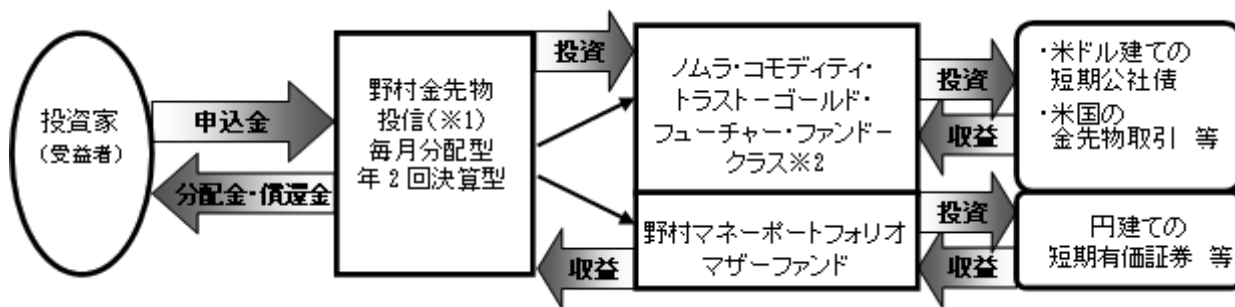 投資家
(受益者)
申込金
分配金・償還金
野村金先物
投信(※1)
毎月分配型
年2回決算型
投資
収益
ノムラ・コモディティ・
トラスト－ゴールド・
フューチャー・ファンド－
クラス※2
野村マネーポートフォリオ
マザーファンド
投資
収益
投資
収益
・米ドル建ての
短期公社債
・米国の
金先物取引 等
円建ての
短期有価証券 等